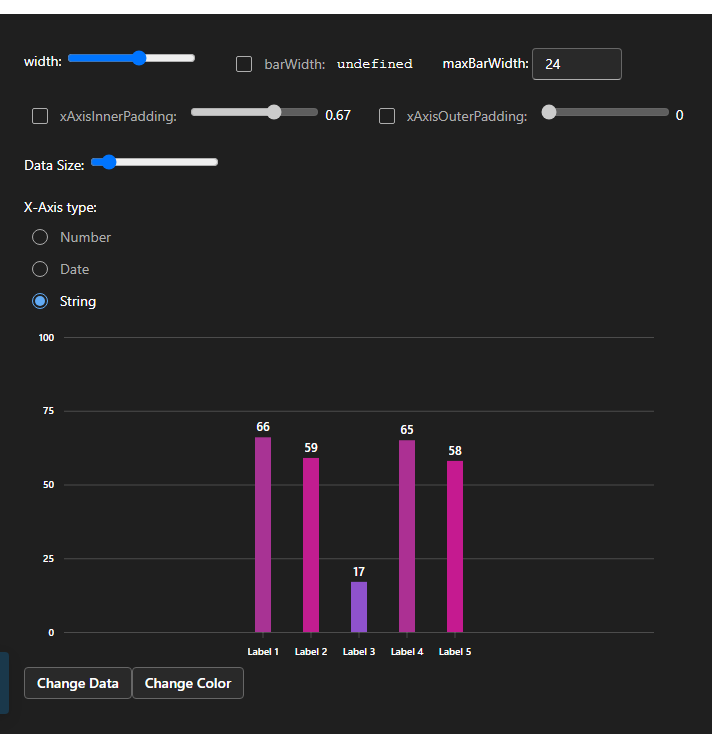 width: barWidth: undefined maxBarWidth: 24
xAxisInnerPadding: 0.67 xAxisOuterPadding: 0
Data Size:
X-Axis type:
Number
Date
String
100
75
50
25
0
66
59
17
65
58
Label 1 Label 2 Label 3 Label 4 Label 5
Change Data Change Color